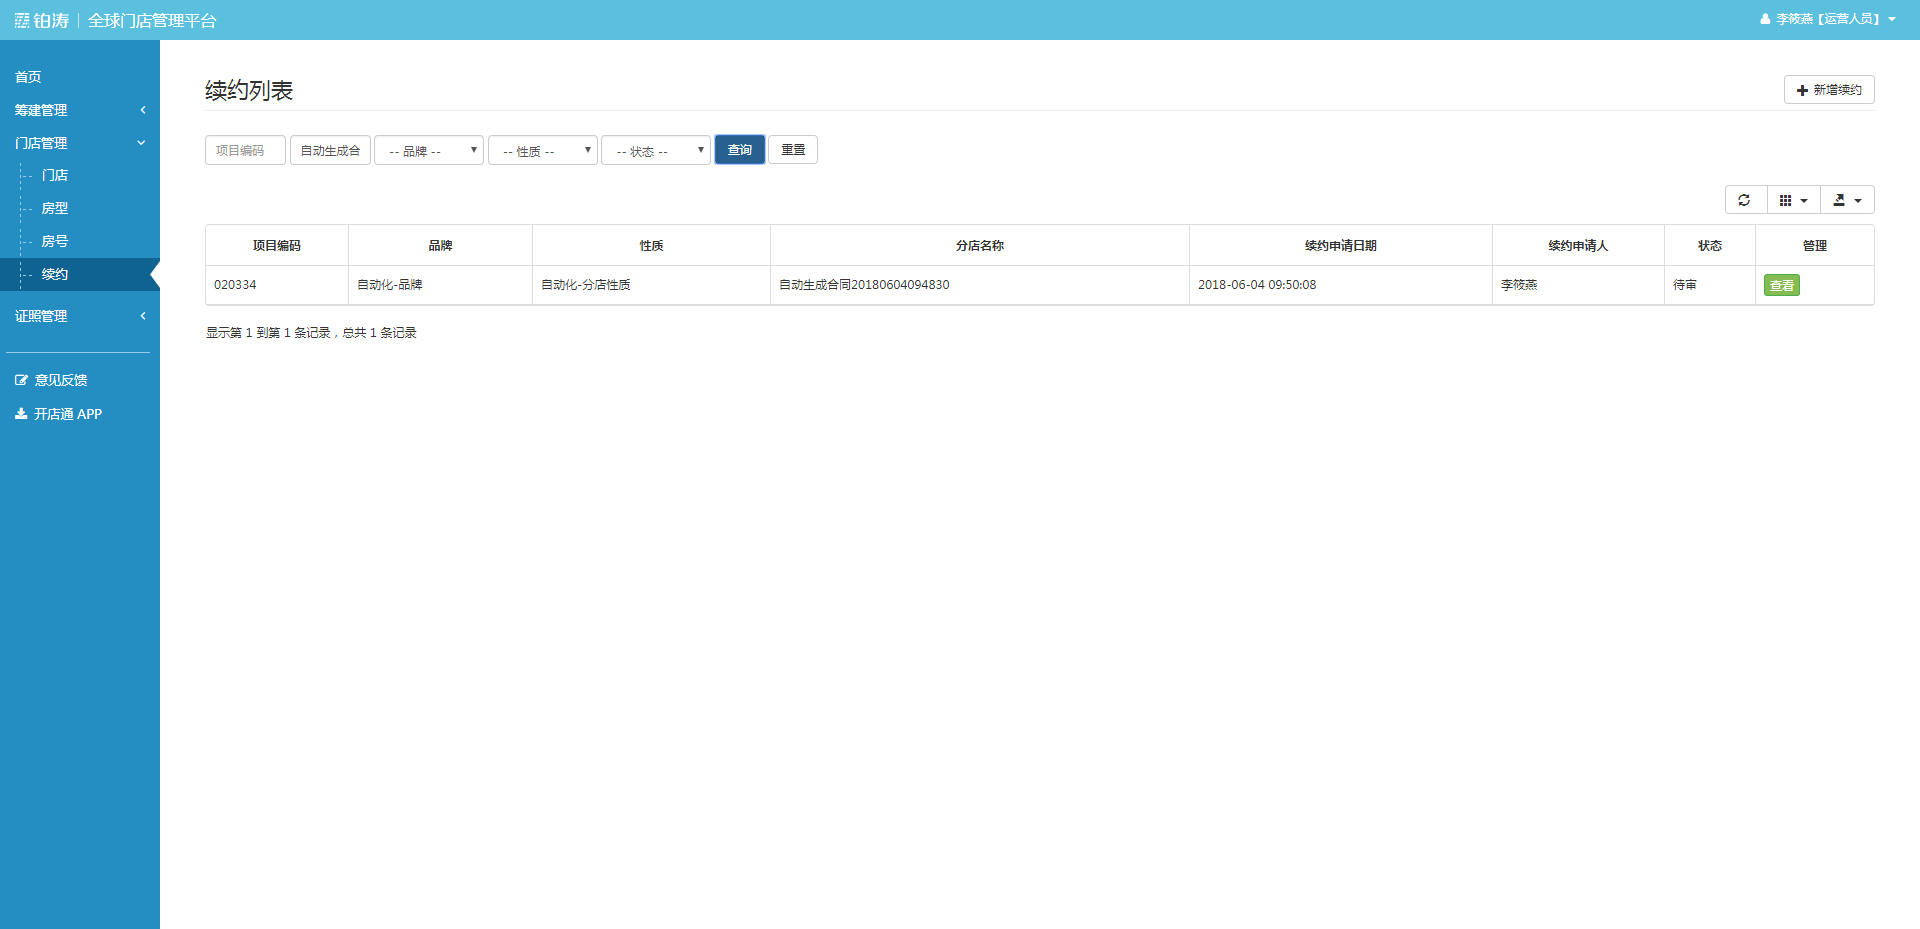 铂涛 | 全球门店管理平台
李筱燕【运营人员】
首页
筹建管理
门店管理
门店
房型
房号
续约
证照管理
意见反馈
开店通 APP
续约列表
新增续约
项目编码 自动生成合 -- 品牌 -- -- 性质 -- -- 状态 -- 查询 重置
项目编码 品牌 性质 分店名称 续约申请日期 续约申请人 状态 管理
020334 自动化-品牌 自动化-分店性质 自动生成合同20180604094830 2018-06-04 09:50:08 李筱燕 待审 查看
显示第 1 到第 1 条记录，总共 1 条记录